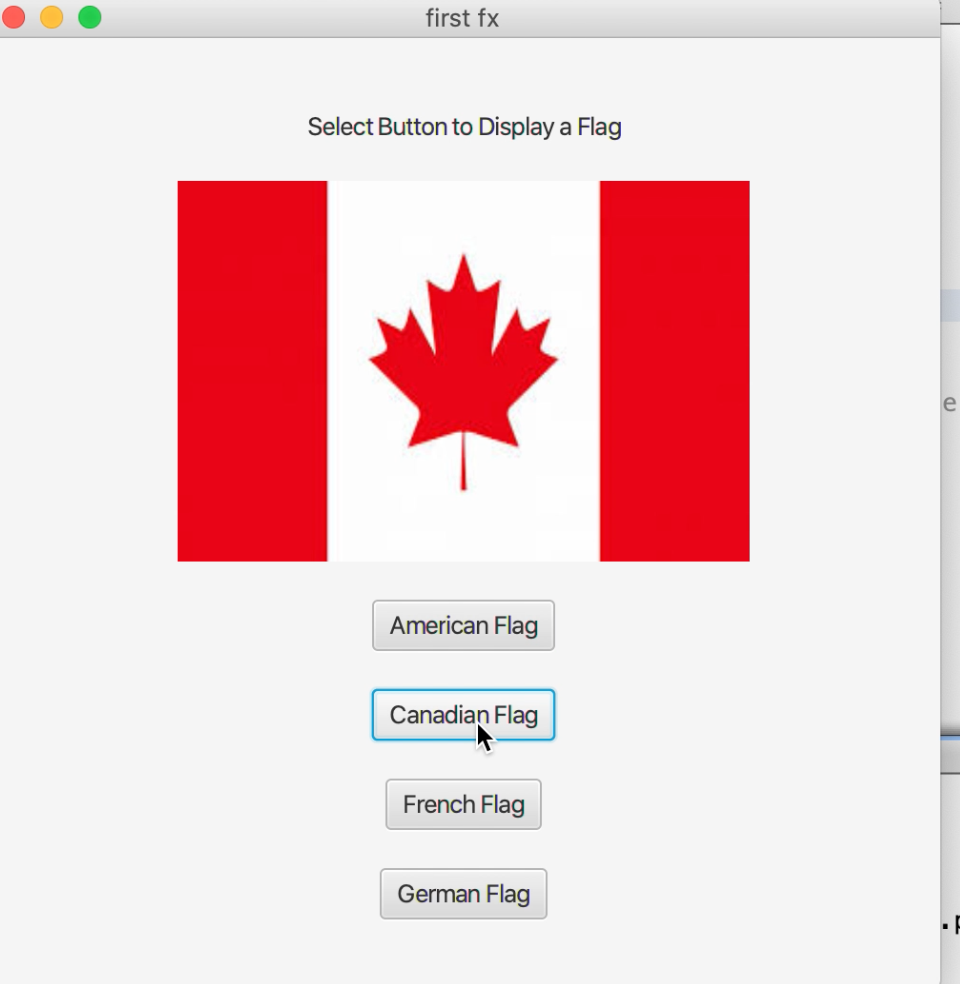 first fx
Select Button to Display a Flag
American Flag
Canadian Flag
French Flag
German Flag
e
.p